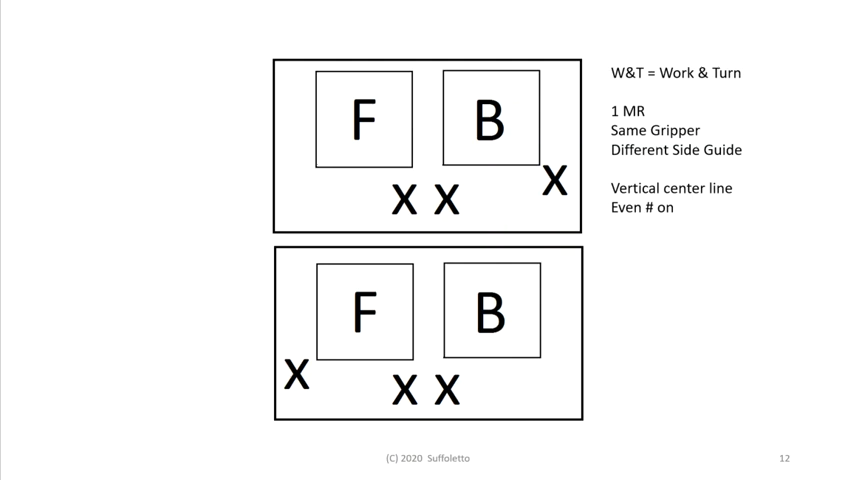 F B
X
X X
F B
X
X X
W&T = Work & Turn
1 MR
Same Gripper
Different Side Guide
Vertical center line
Even # on
(C) 2020 Suffoletto
12